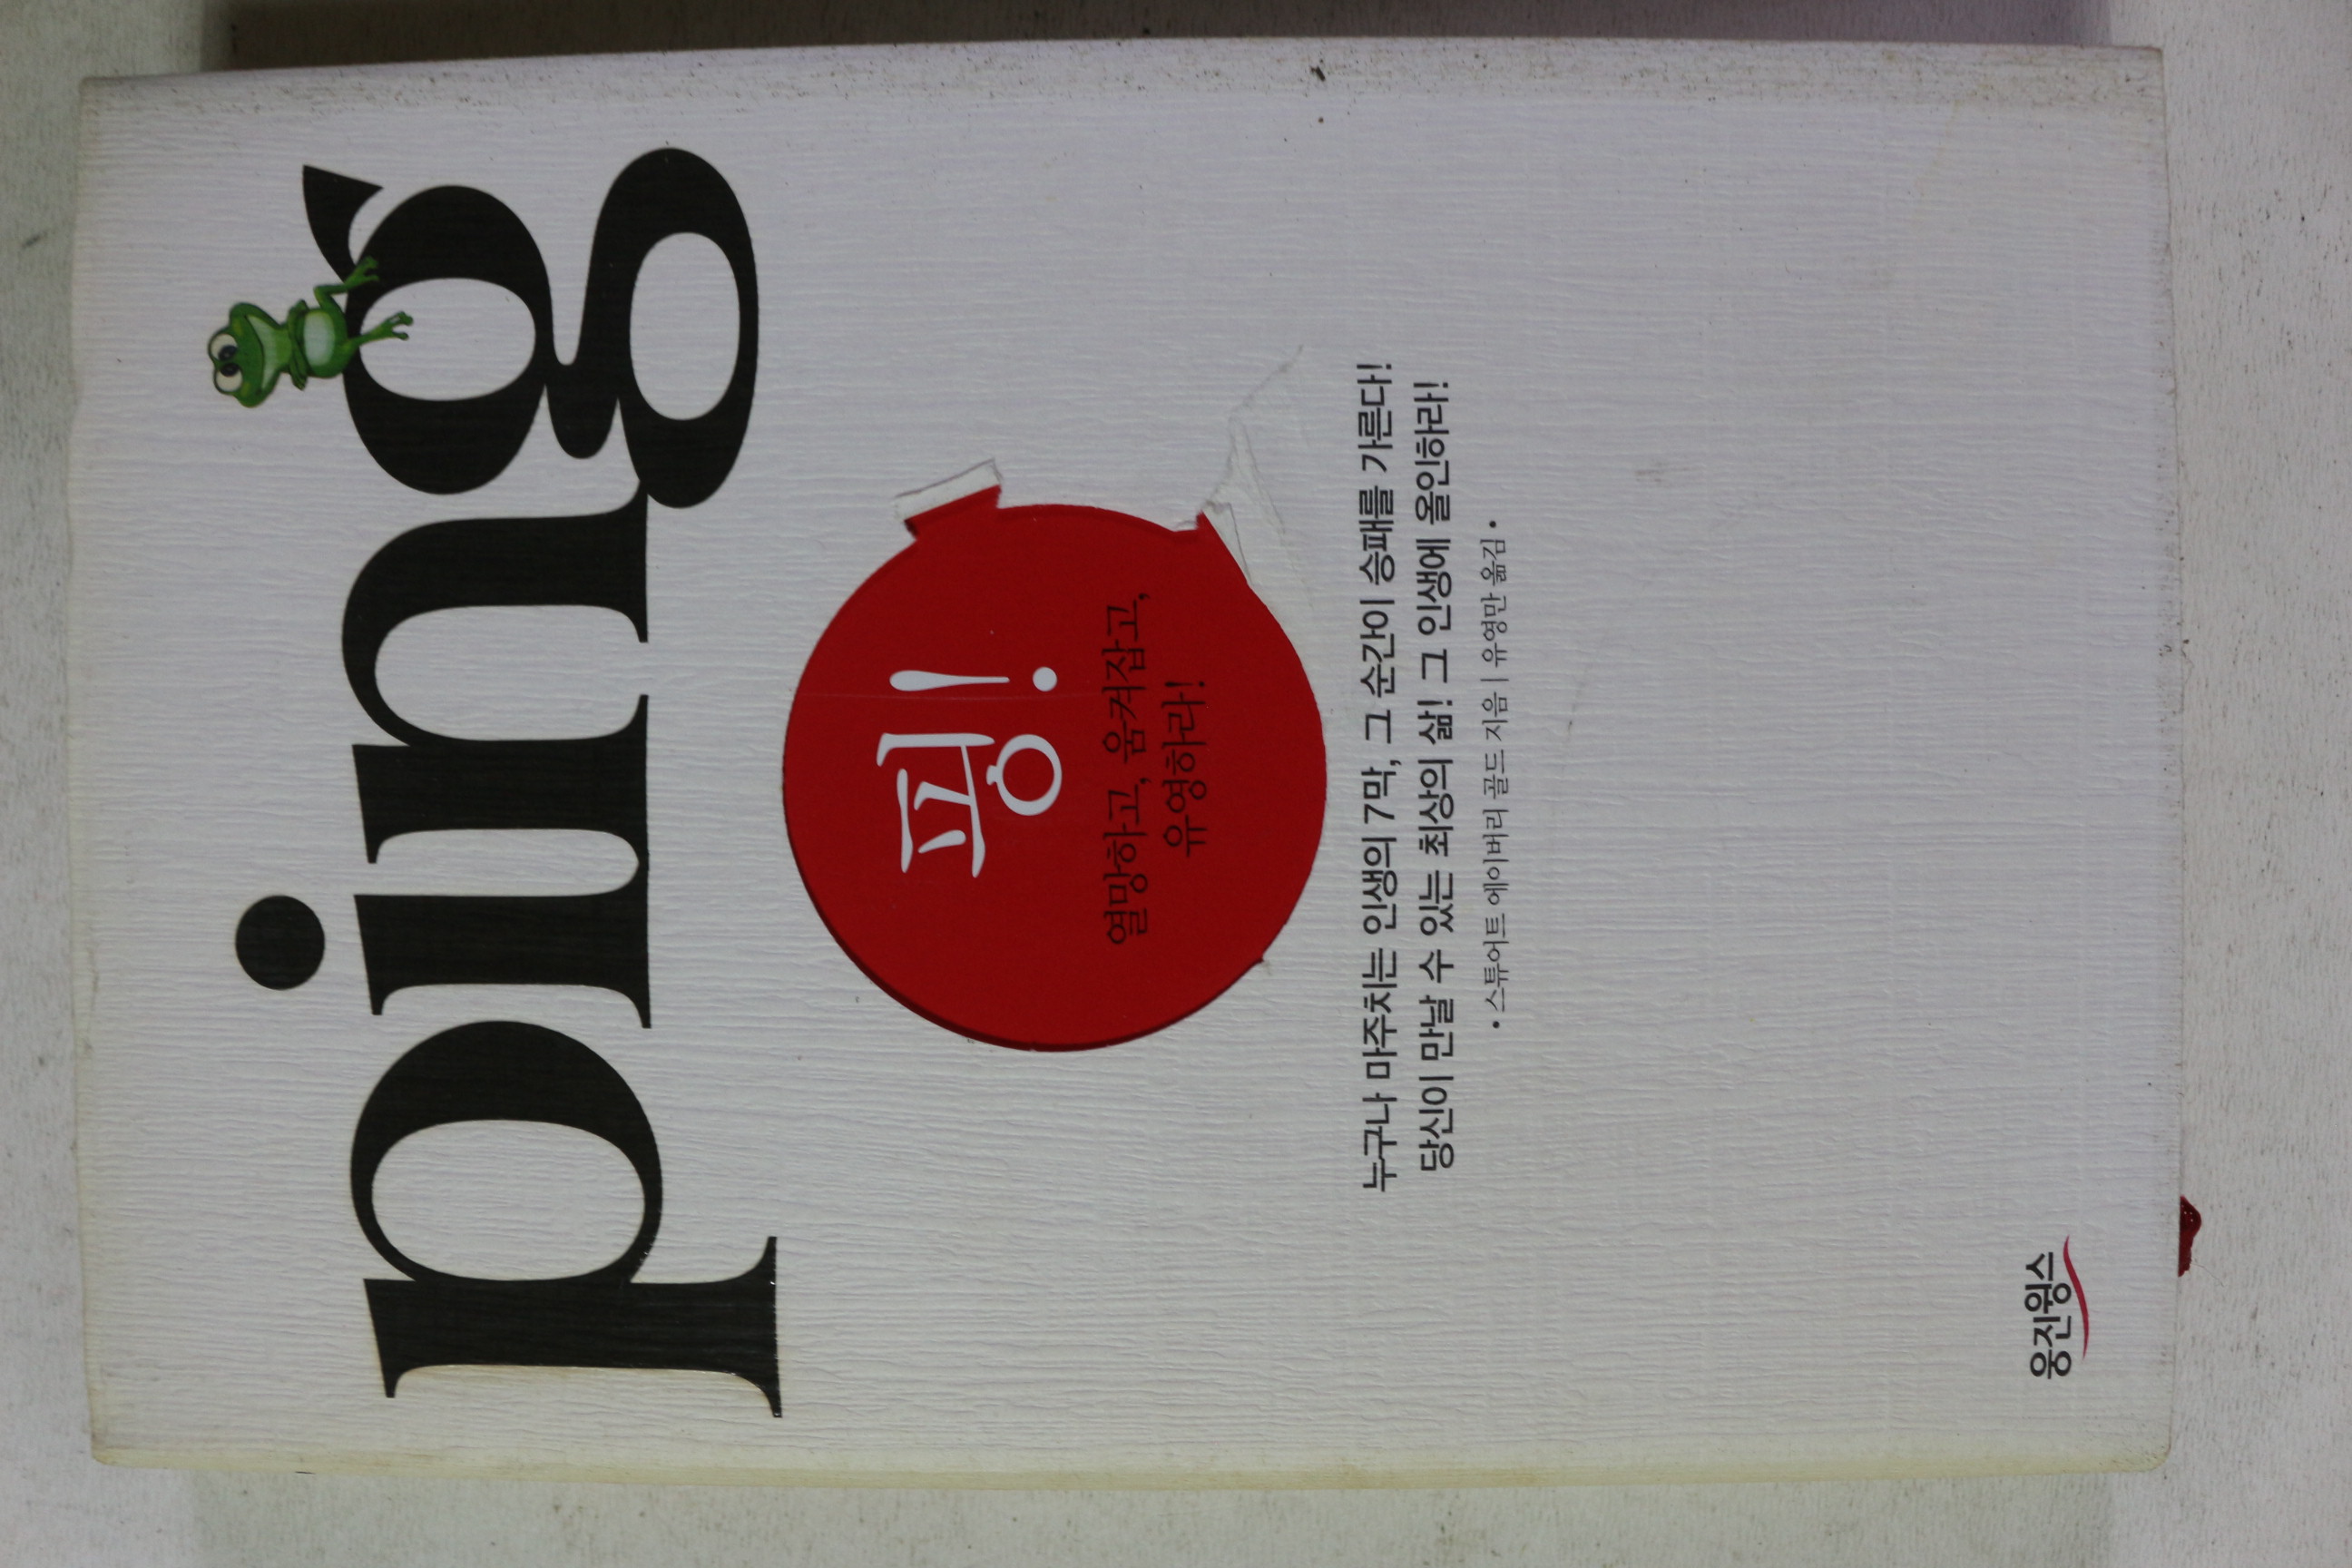 ping
핑!
열망하고, 움켜잡고,
유영하라!
누구나 마주치는 인생의 7막, 그 순간이 승패를 가른다!
당신이 만날 수 있는 최상의 삶! 그 인생에 올인하라!
• 스튜어트 에이버리 골드 지음 | 유영만 옮김 •
웅진윙스